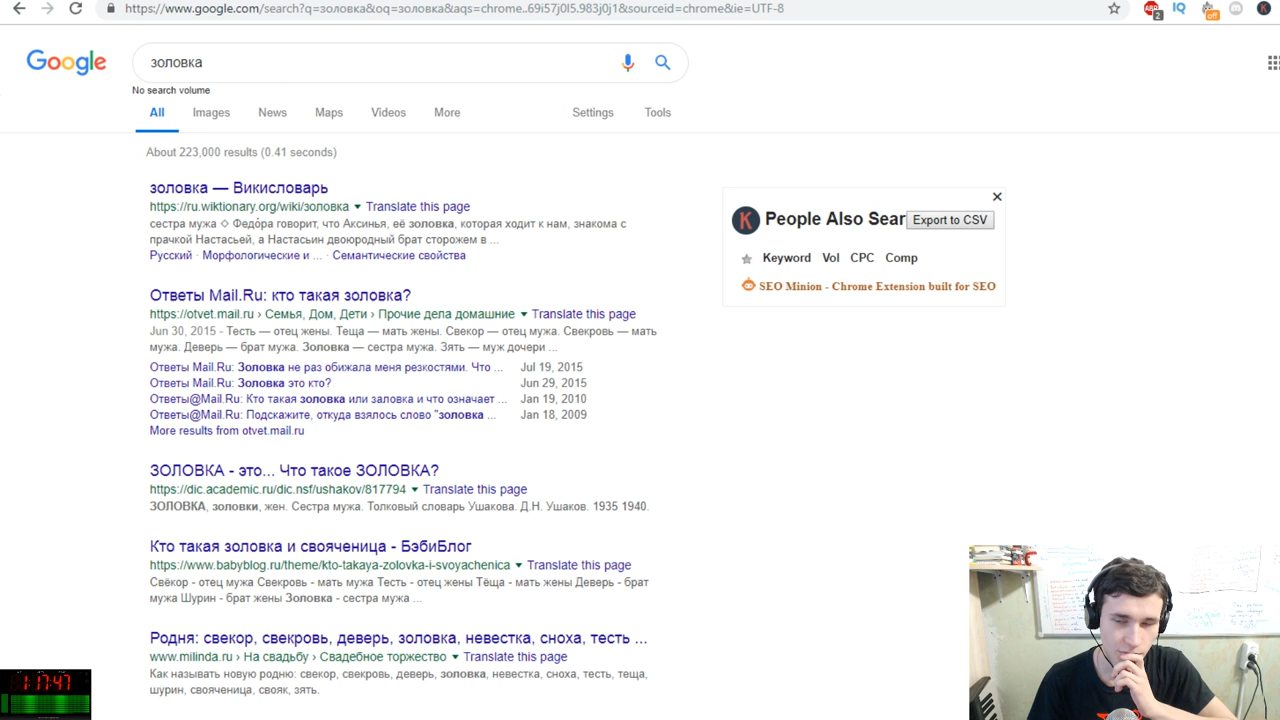 https://www.google.com/search?q=золовка&oq=золовка&aqs=chrome..69i57j0l5.983j0j1&sourceid=chrome&ie=UTF-8
Google
золовка
No search volume
All Images News Maps Videos More Settings Tools
About 223,000 results (0.41 seconds)
золовка — Викисловарь
https://ru.wiktionary.org/wiki/золовка Translate this page
сестра мужа ◇ Федо́ра говорит, что Аксинья, её золовка, которая ходит к нам, знакома с
прачкой Настасьей, а Настасьин двоюродный брат сторожем в ...
Русский · Морфологические и ... · Семантические свойства
Ответы Mail.Ru: кто такая золовка?
https://otvet.mail.ru › Семья, Дом, Дети › Прочие дела домашние Translate this page
Jun 30, 2015 - Тесть — отец жены. Теща — мать жены. Свекор — отец мужа. Свекровь — мать
мужа. Деверь — брат мужа. Золовка — сестра мужа. Зять — муж дочери ...
Ответы Mail.Ru: Золовка не раз обижала меня резкостями. Что ... Jul 19, 2015
Ответы Mail.Ru: Золовка это кто? Jun 29, 2015
Ответы@Mail.Ru: Кто такая золовка или заловка и что означает ... Jan 19, 2010
Ответы@Mail.Ru: Подскажите, откуда взялось слово "золовка ... Jan 18, 2009
More results from otvet.mail.ru
ЗОЛОВКА - это... Что такое ЗОЛОВКА?
https://dic.academic.ru/dic.nsf/ushakov/817794 Translate this page
ЗОЛОВКА, золовки, жен. Сестра мужа. Толковый словарь Ушакова. Д.Н. Ушаков. 1935 1940.
Кто такая золовка и свояченица - БэбиБлог
https://www.babyblog.ru/theme/kto-takaya-zolovka-i-svoyachenica Translate this page
Свёкор - отец мужа Свекровь - мать мужа Тесть - отец жены Тёща - мать жены Деверь - брат
мужа Шурин - брат жены Золовка - сестра мужа ...
Родня: свекор, свекровь, деверь, золовка, невестка, сноха, тесть ...
www.milinda.ru › На свадьбу › Свадебное торжество Translate this page
Как называть новую родню: свекор, свекровь, деверь, золовка, невестка, сноха, тесть, теща,
шурин, свояченица, свояк, зять.
K People Also Sear Export to CSV
Keyword Vol CPC Comp
SEO Minion - Chrome Extension built for SEO
1:17:47
ABP
2
IQ
off
K